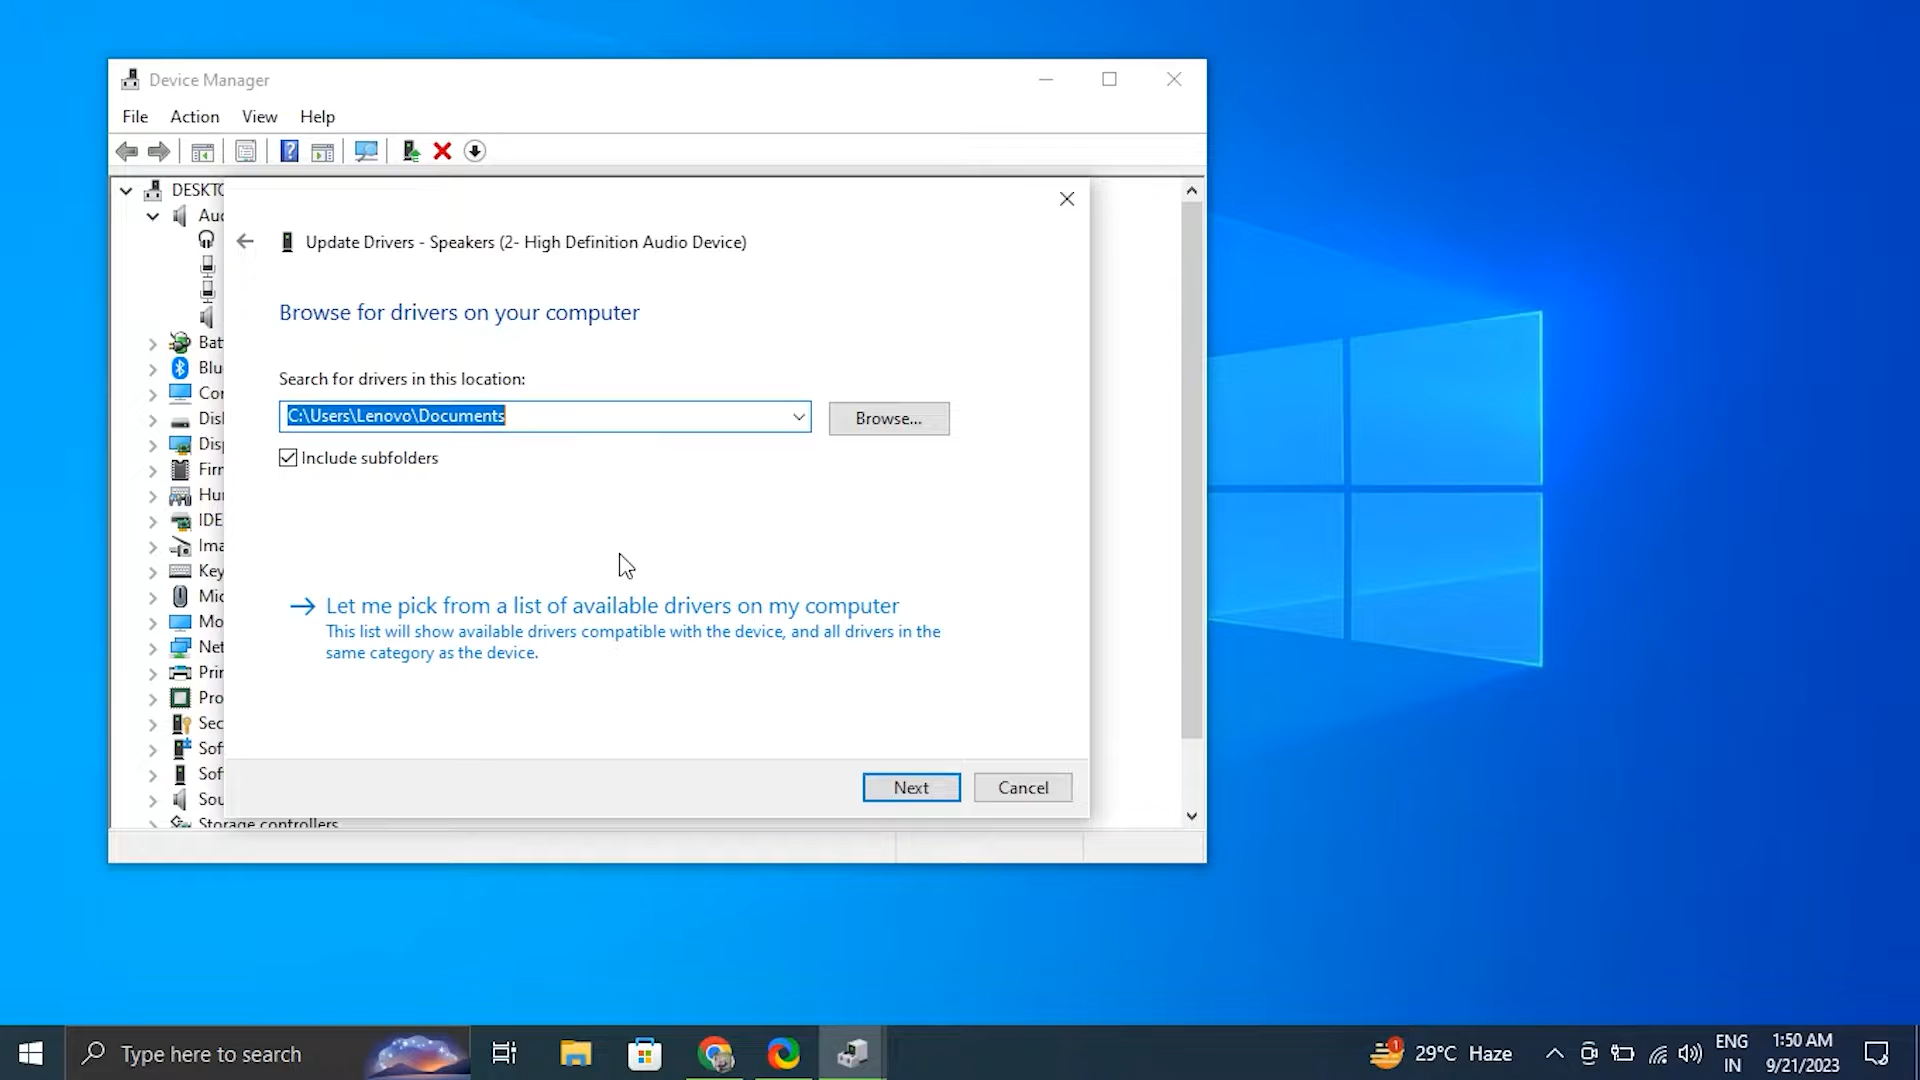 Device Manager
File Action View Help
DESKTO
Aud
Update Drivers - Speakers (2- High Definition Audio Device)
Browse for drivers on your computer
Search for drivers in this location:
C:\Users\Lenovo\Documents
Browse...
Include subfolders
Bat
Blu
Cor
Disk
Disp
Firr
Hur
IDE
Ima
Key
Mic
Mo
Net
Prin
Pro
Sec
Sof
Sof
Sou
Storage controllers
Let me pick from a list of available drivers on my computer
This list will show available drivers compatible with the device, and all drivers in the
same category as the device.
Next
Cancel
Type here to search
1
29°C Haze
ENG
IN
1:50 AM
9/21/2023